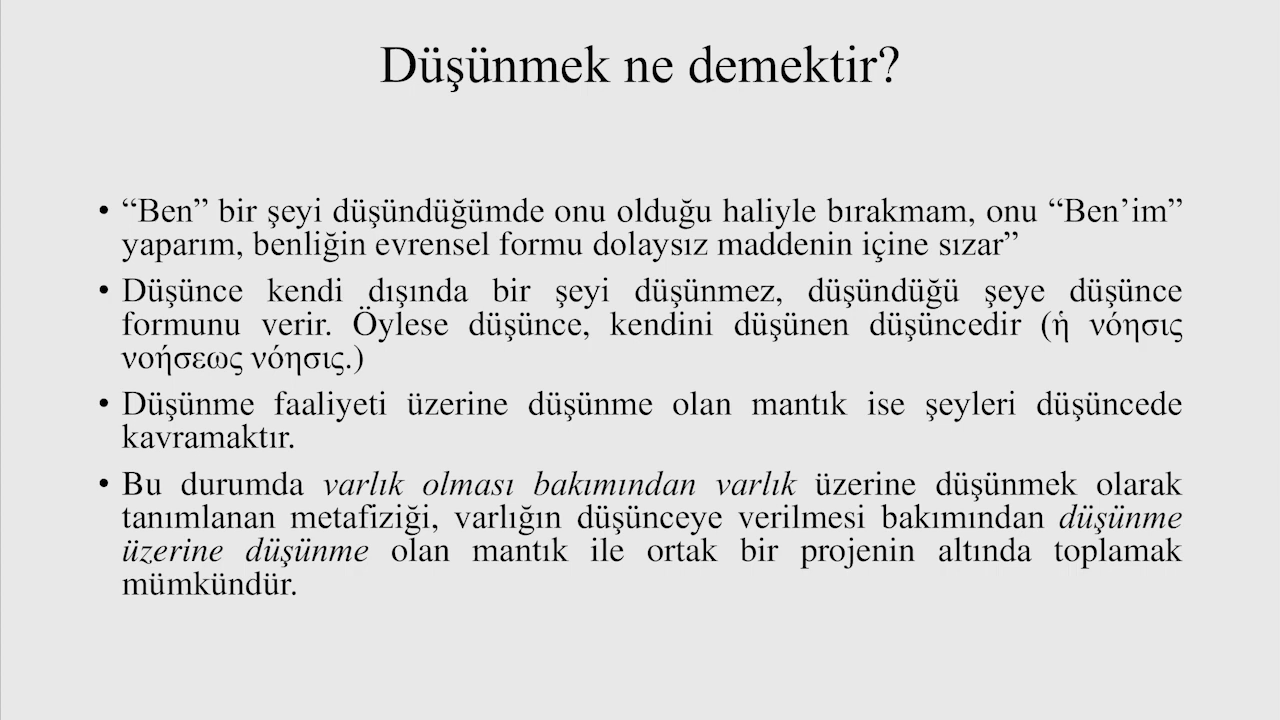 Düşünmek ne demektir?
• “Ben” bir şeyi düşündüğümde onu olduğu haliyle bırakmam, onu “Ben’im”
yaparım, benliğin evrensel formu dolaysız maddenin içine sızar”
• Düşünce kendi dışında bir şeyi düşünmez, düşündüğü şeye düşünce
formunu verir. Öylese düşünce, kendini düşünen düşüncedir (ἡ νόησις
νοήσεως νόησις.)
• Düşünme faaliyeti üzerine düşünme olan mantık ise şeyleri düşüncede
kavramaktır.
• Bu durumda varlık olması bakımından varlık üzerine düşünmek olarak
tanımlanan metafiziği, varlığın düşünceye verilmesi bakımından düşünme
üzerine düşünme olan mantık ile ortak bir projenin altında toplamak
mümkündür.